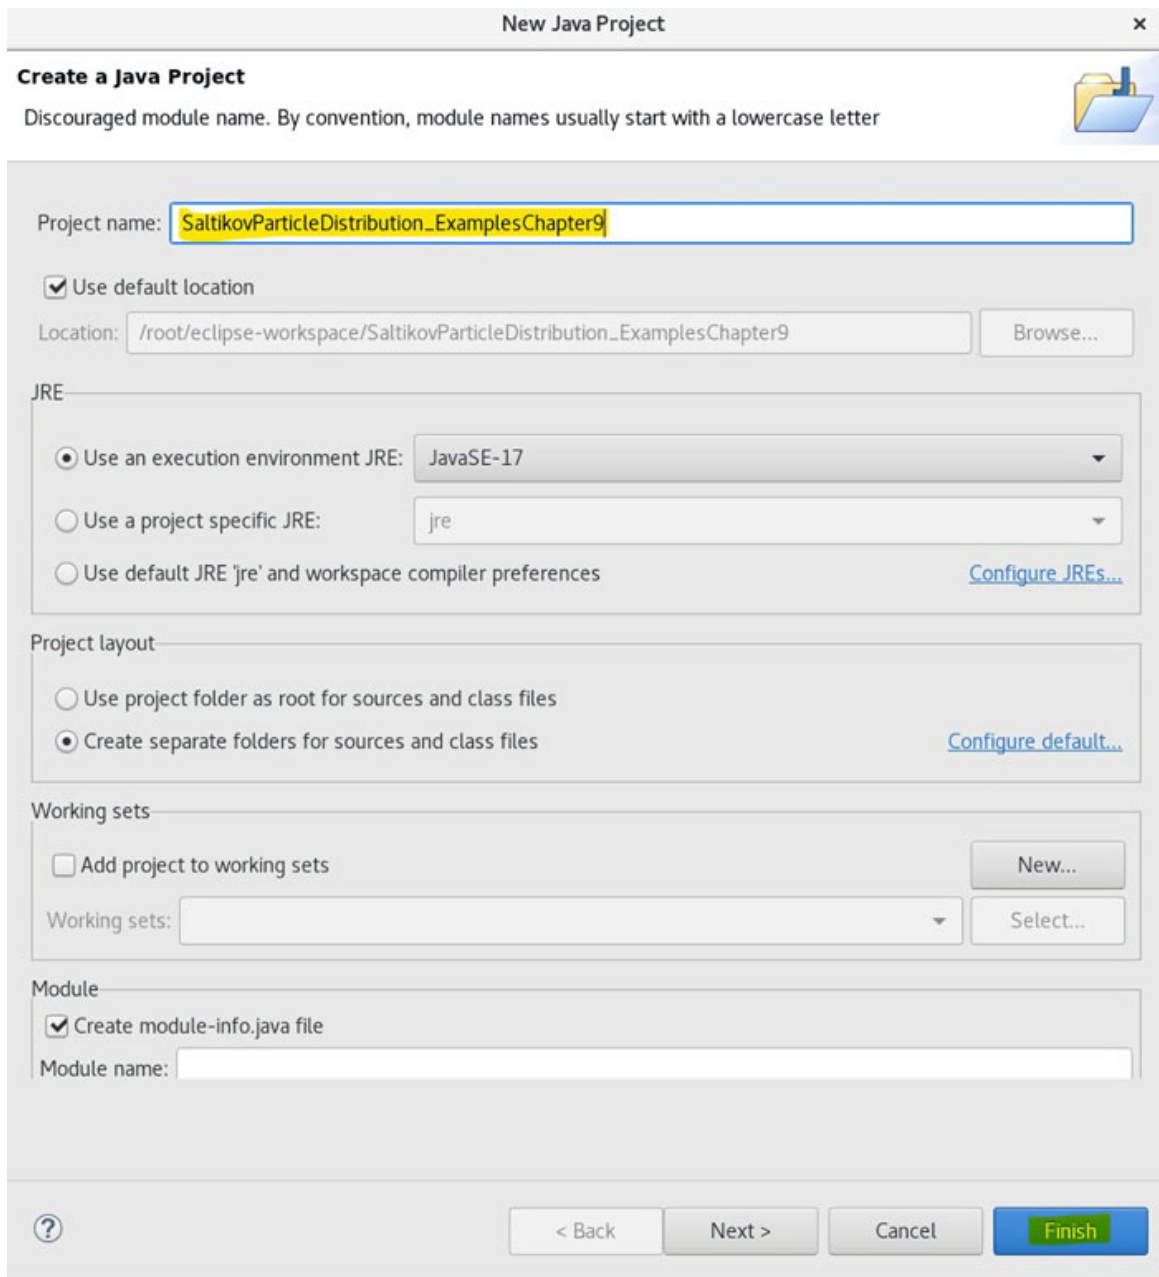 New Java Project ×
Create a Java Project
Discouraged module name. By convention, module names usually start with a lowercase letter
Project name: SaltikovParticleDistribution_ExamplesChapter9
Use default location
Location: /root/eclipse-workspace/SaltikovParticleDistribution_ExamplesChapter9 Browse...
JRE
Use an execution environment JRE: JavaSE-17
Use a project specific JRE: jre
Use default JRE 'jre' and workspace compiler preferences Configure JREs...
Project layout
Use project folder as root for sources and class files
Create separate folders for sources and class files Configure default...
Working sets
Add project to working sets New...
Working sets: Select...
Module
Create module-info.java file
Module name:
? < Back Next > Cancel Finish